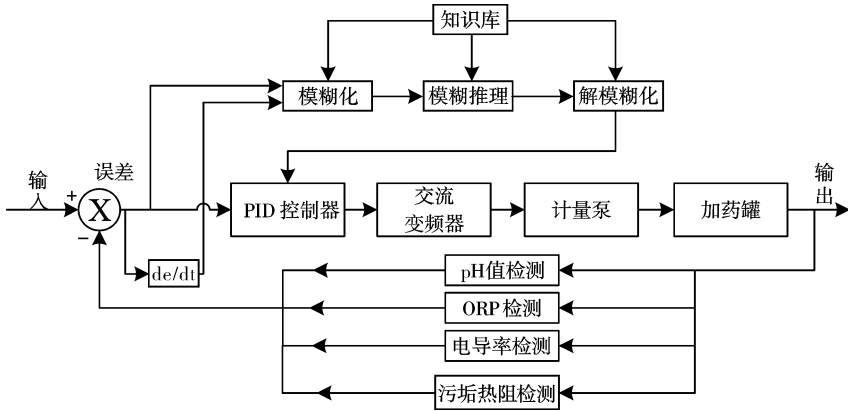 知识库
模糊化
模糊推理
解模糊化
输入
+
误差
X
−
PID 控制器
交流
变频器
计量泵
加药罐
输出
de/dt
pH值检测
ORP 检测
电导率检测
污垢热阻检测